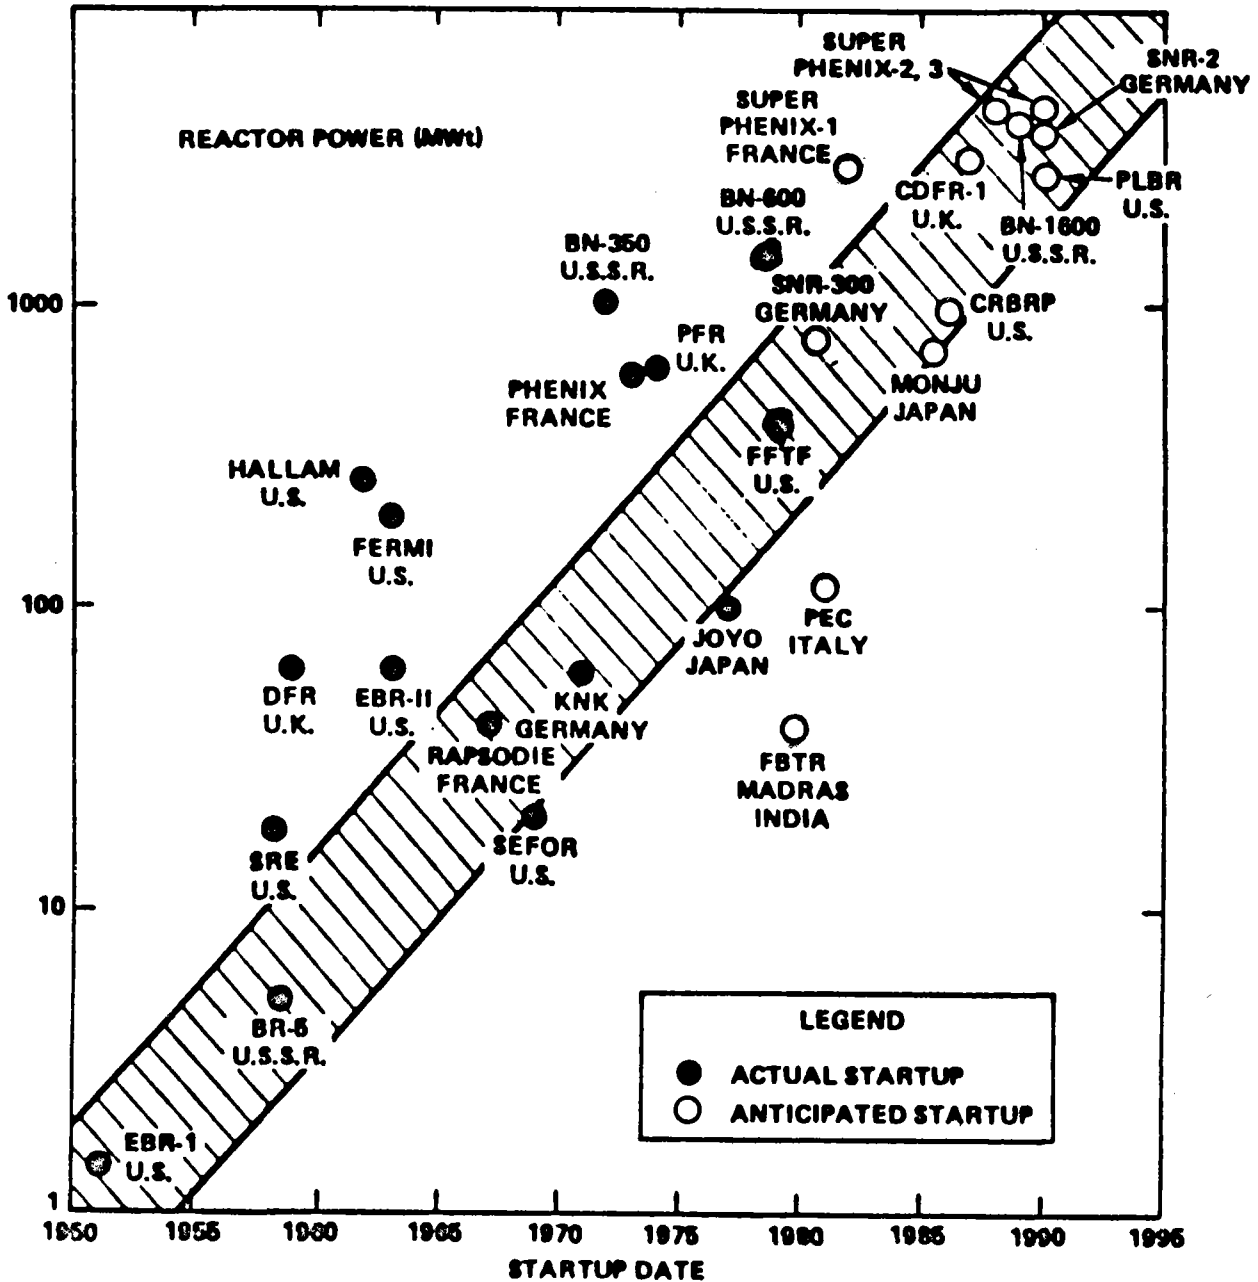 SUPER
PHENIX-2, 3
SNR-2
GERMANY
SUPER
PHENIX-1
FRANCE
REACTOR POWER (MWt)
CDFR-1
U.K.
PLBR
U.S.
BN-600
U.S.S.R.
BN-1600
U.S.S.R.
BN-350
U.S.S.R.
SNR-300
GERMANY
1000
CRBRP
U.S.
PFR
U.K.
PHENIX
FRANCE
MONJU
JAPAN
HALLAM
U.S.
FFTF
U.S.
FERMI
U.S.
100
PEC
ITALY
JOYO
JAPAN
DFR
U.K.
EBR-II
U.S.
KNK
GERMANY
RAPSODIE
FRANCE
FBTR
MADRAS
INDIA
SEFOR
U.S.
SRE
U.S.
10
BR-5
U.S.S.R.
LEGEND
ACTUAL STARTUP
ANTICIPATED STARTUP
EBR-1
U.S.
1
1950 1955 1960 1965 1970 1975 1980 1985 1990 1995
STARTUP DATE